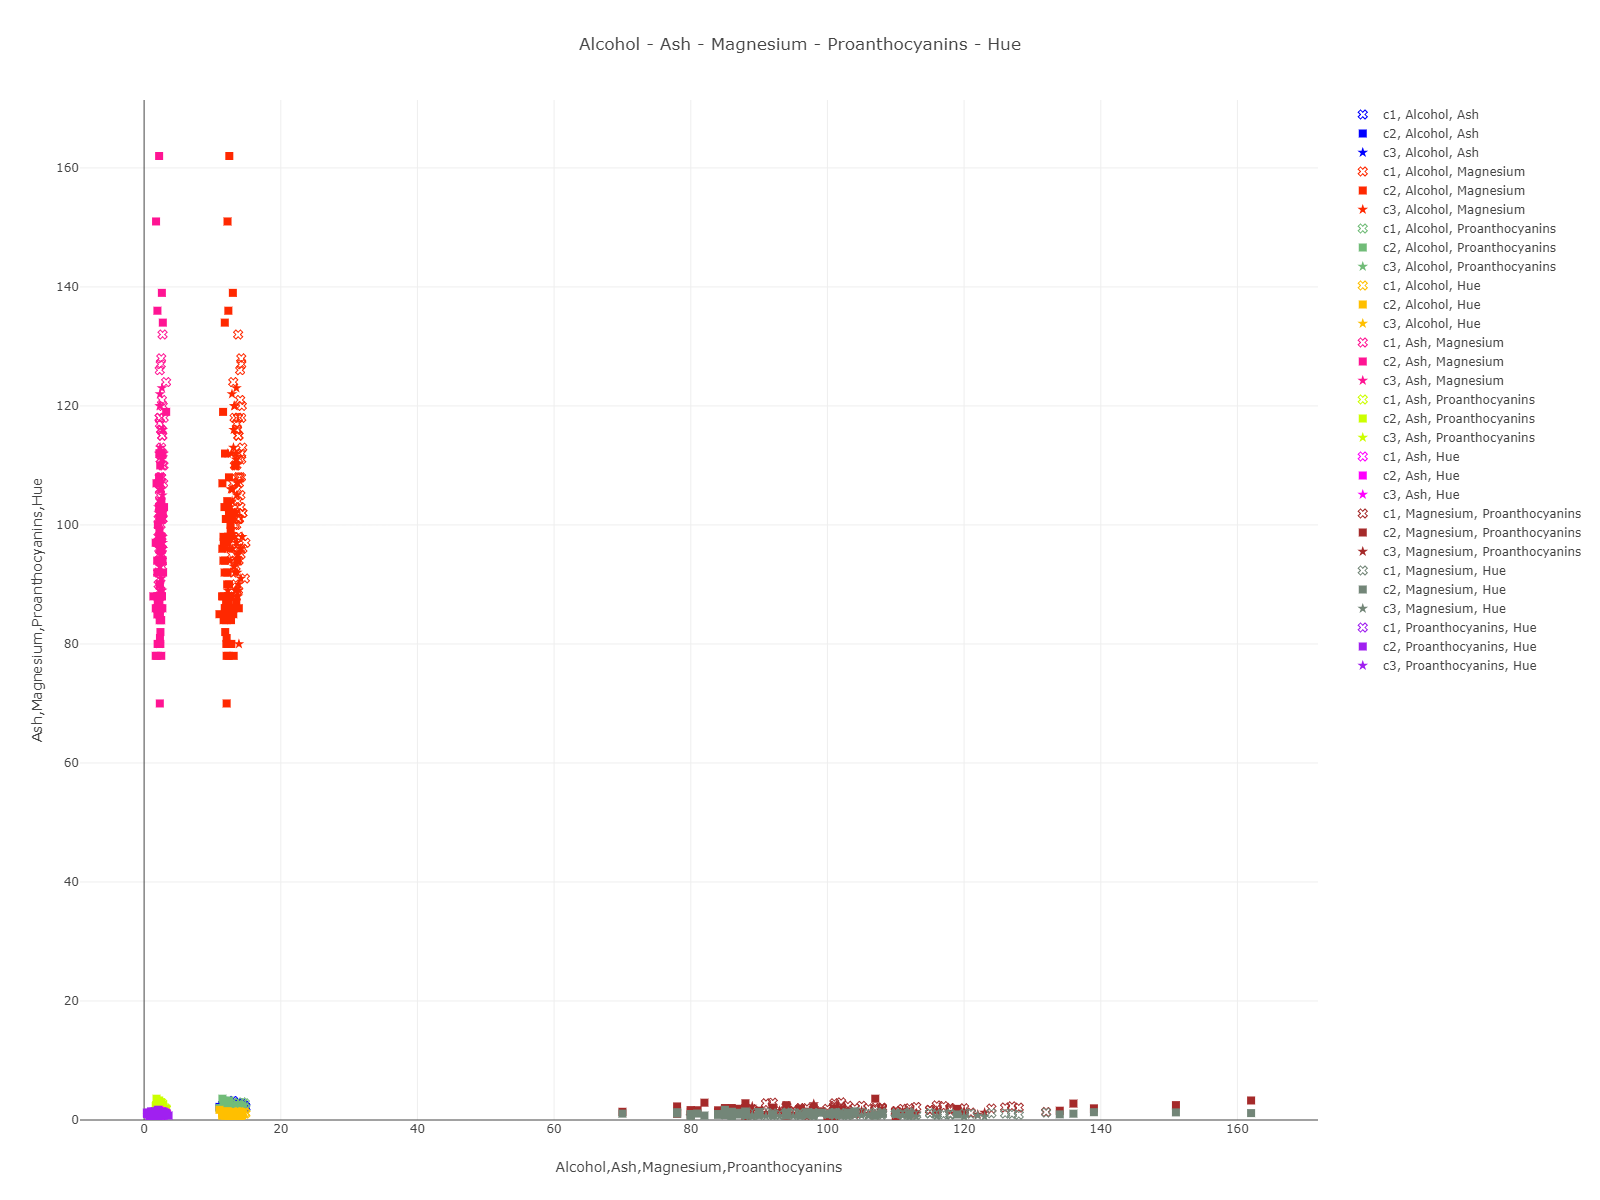 Alcohol - Ash - Magnesium - Proanthocyanins - Hue
c1, Alcohol, Ash
c2, Alcohol, Ash
c3, Alcohol, Ash
c1, Alcohol, Magnesium
c2, Alcohol, Magnesium
c3, Alcohol, Magnesium
c1, Alcohol, Proanthocyanins
c2, Alcohol, Proanthocyanins
c3, Alcohol, Proanthocyanins
c1, Alcohol, Hue
c2, Alcohol, Hue
c3, Alcohol, Hue
c1, Ash, Magnesium
c2, Ash, Magnesium
c3, Ash, Magnesium
c1, Ash, Proanthocyanins
c2, Ash, Proanthocyanins
c3, Ash, Proanthocyanins
c1, Ash, Hue
c2, Ash, Hue
c3, Ash, Hue
c1, Magnesium, Proanthocyanins
c2, Magnesium, Proanthocyanins
c3, Magnesium, Proanthocyanins
c1, Magnesium, Hue
c2, Magnesium, Hue
c3, Magnesium, Hue
c1, Proanthocyanins, Hue
c2, Proanthocyanins, Hue
c3, Proanthocyanins, Hue
160
140
120
100
80
60
40
20
0
Ash,Magnesium,Proanthocyanins,Hue
0 20 40 60 80 100 120 140 160
Alcohol,Ash,Magnesium,Proanthocyanins